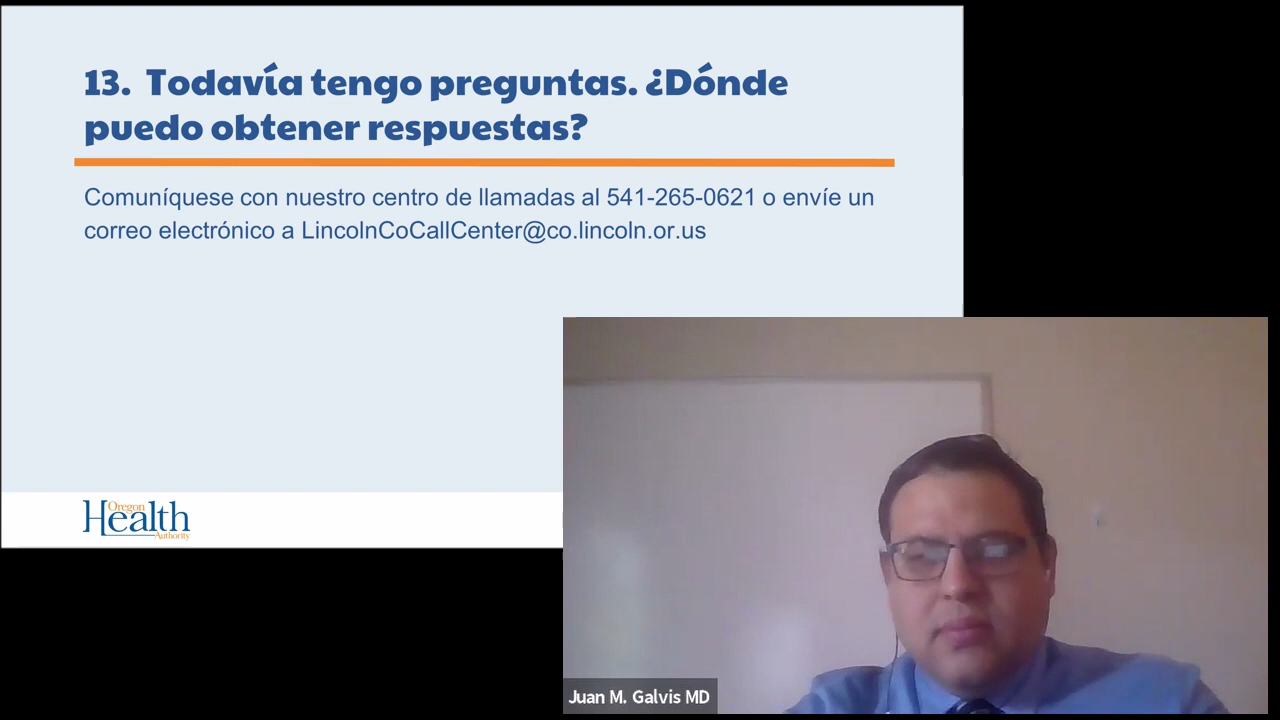 13. Todavía tengo preguntas. ¿Dónde
puedo obtener respuestas?
Comuníquese con nuestro centro de llamadas al 541-265-0621 o envíe un
correo electrónico a LincolnCoCallCenter@co.lincoln.or.us
Oregon
Health
Authority
Juan M. Galvis MD